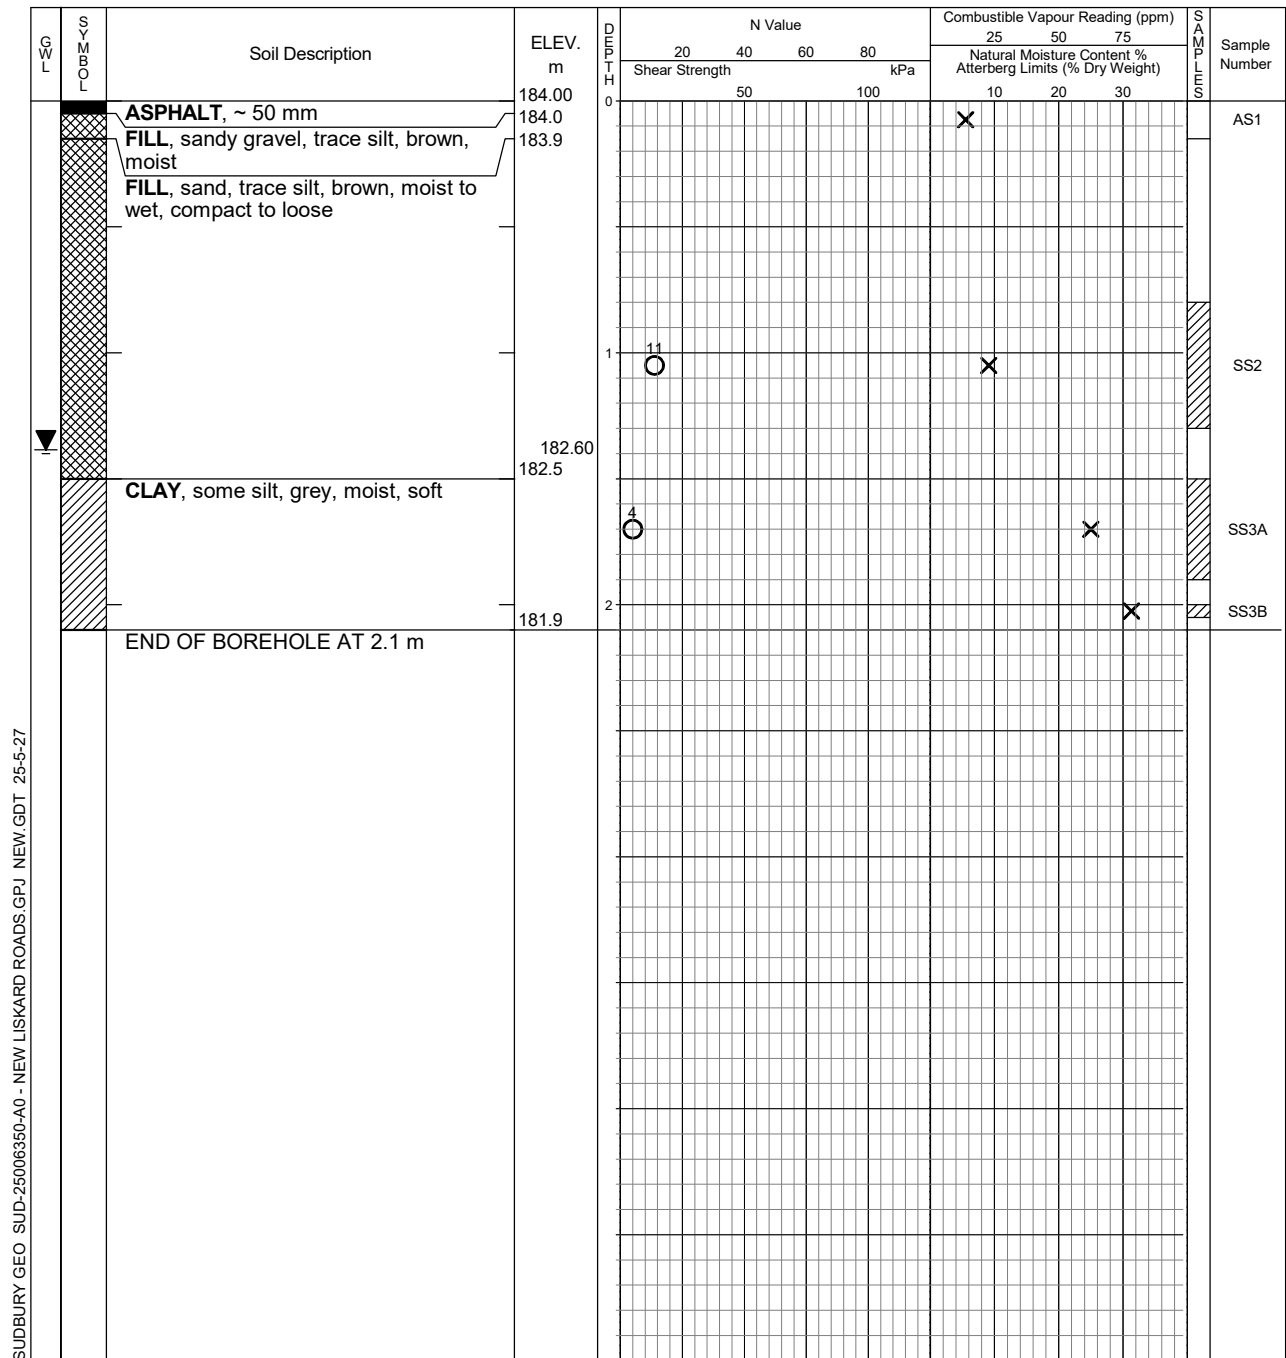 GWL
SYMBOL
Soil Description
ELEV.
m
DEPTH
N Value
20 40 60 80
Shear Strength kPa
50 100
Combustible Vapour Reading (ppm)
25 50 75
Natural Moisture Content %
Atterberg Limits (% Dry Weight)
10 20 30
SAMPLES
Sample
Number
184.00
0
ASPHALT, ~ 50 mm
184.0
AS1
FILL, sandy gravel, trace silt, brown,
183.9
moist
FILL, sand, trace silt, brown, moist to
wet, compact to loose
1
11
SS2
182.60
182.5
CLAY, some silt, grey, moist, soft
4
SS3A
2
SS3B
181.9
END OF BOREHOLE AT 2.1 m
SUDBURY GEO SUD-25006350-A0 - NEW LISKARD ROADS.GPJ NEW.GDT 25-5-27